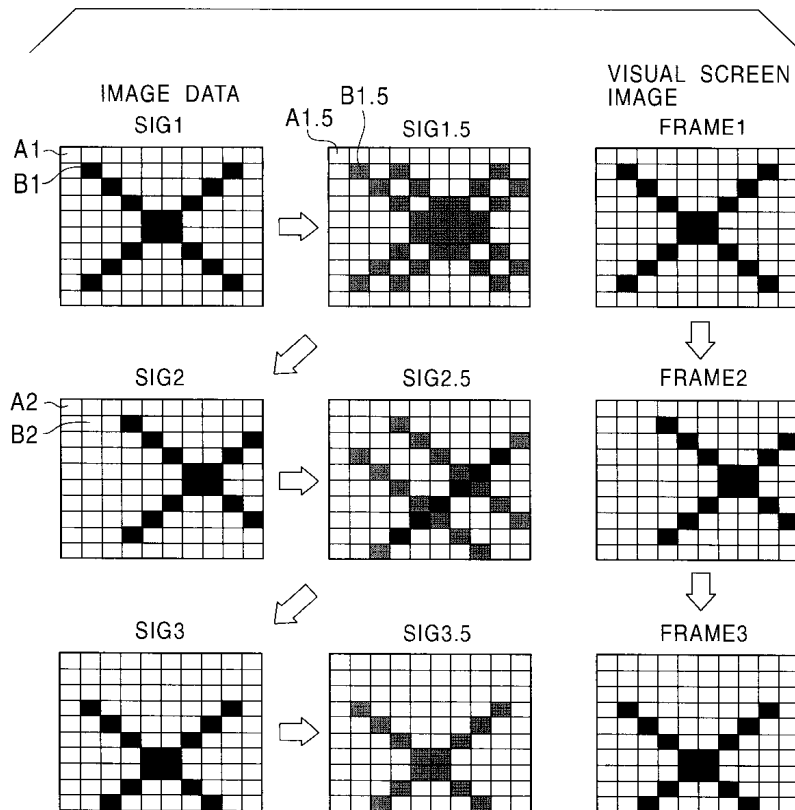 IMAGE DATA
VISUAL SCREEN
IMAGE
SIG1
A1.5
B1.5
SIG1.5
FRAME1
A1
B1
SIG2
SIG2.5
FRAME2
A2
B2
SIG3
SIG3.5
FRAME3